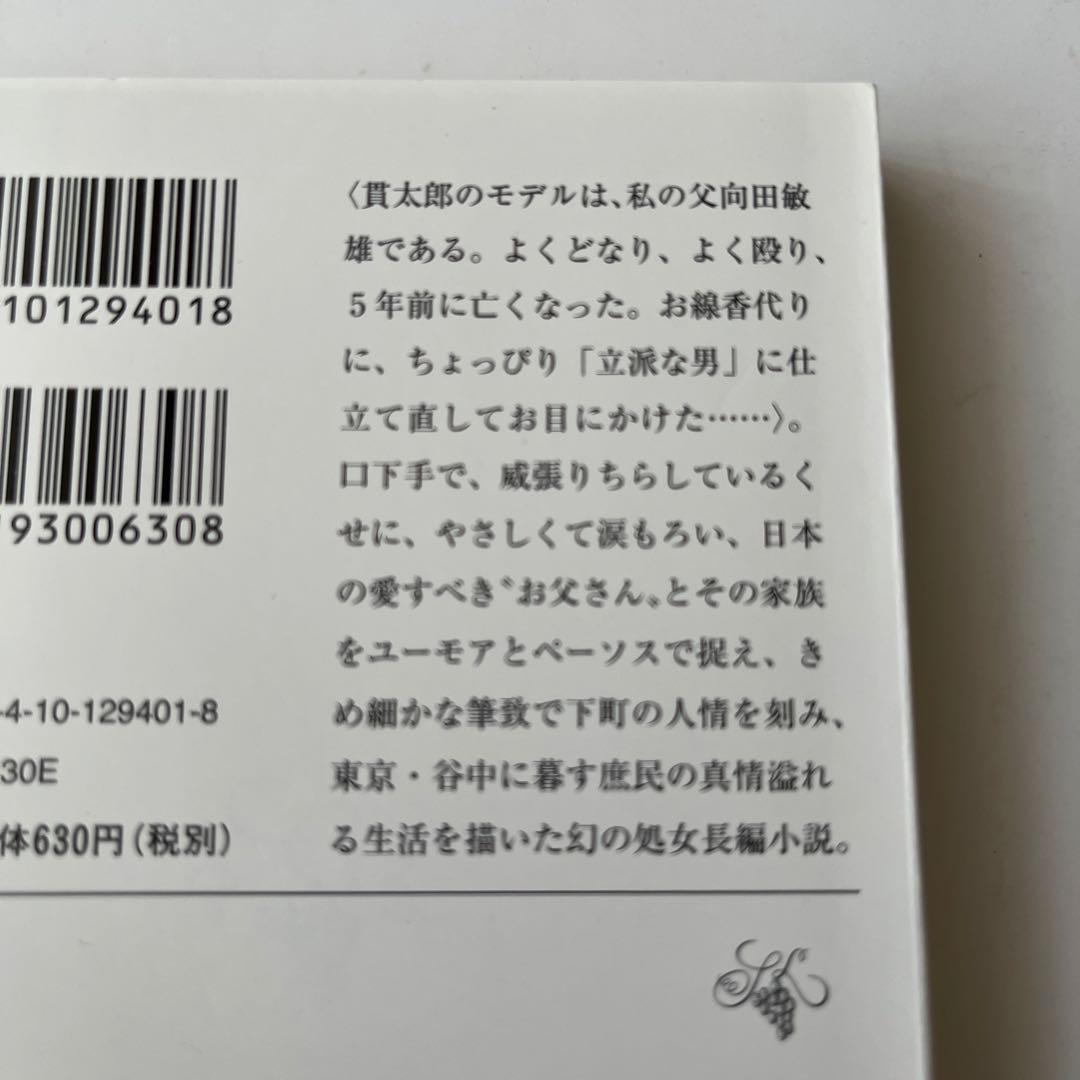 101294018
193006308
-4-10-129401-8
30E
体630円(税別)
〈貫太郎のモデルは、私の父向田敏
雄である。よくどなり、よく殴り、
5年前に亡くなった。お線香代り
に、ちょっぴり「立派な男」に仕
立て直してお目にかけた……〉。
口下手で、威張りちらしているく
せに、やさしくて涙もろい、日本
の愛すべき〝お父さん〟とその家族
をユーモアとペーソスで捉え、き
め細かな筆致で下町の人情を刻み、
東京・谷中に暮す庶民の真情溢れ
る生活を描いた幻の処女長編小説。